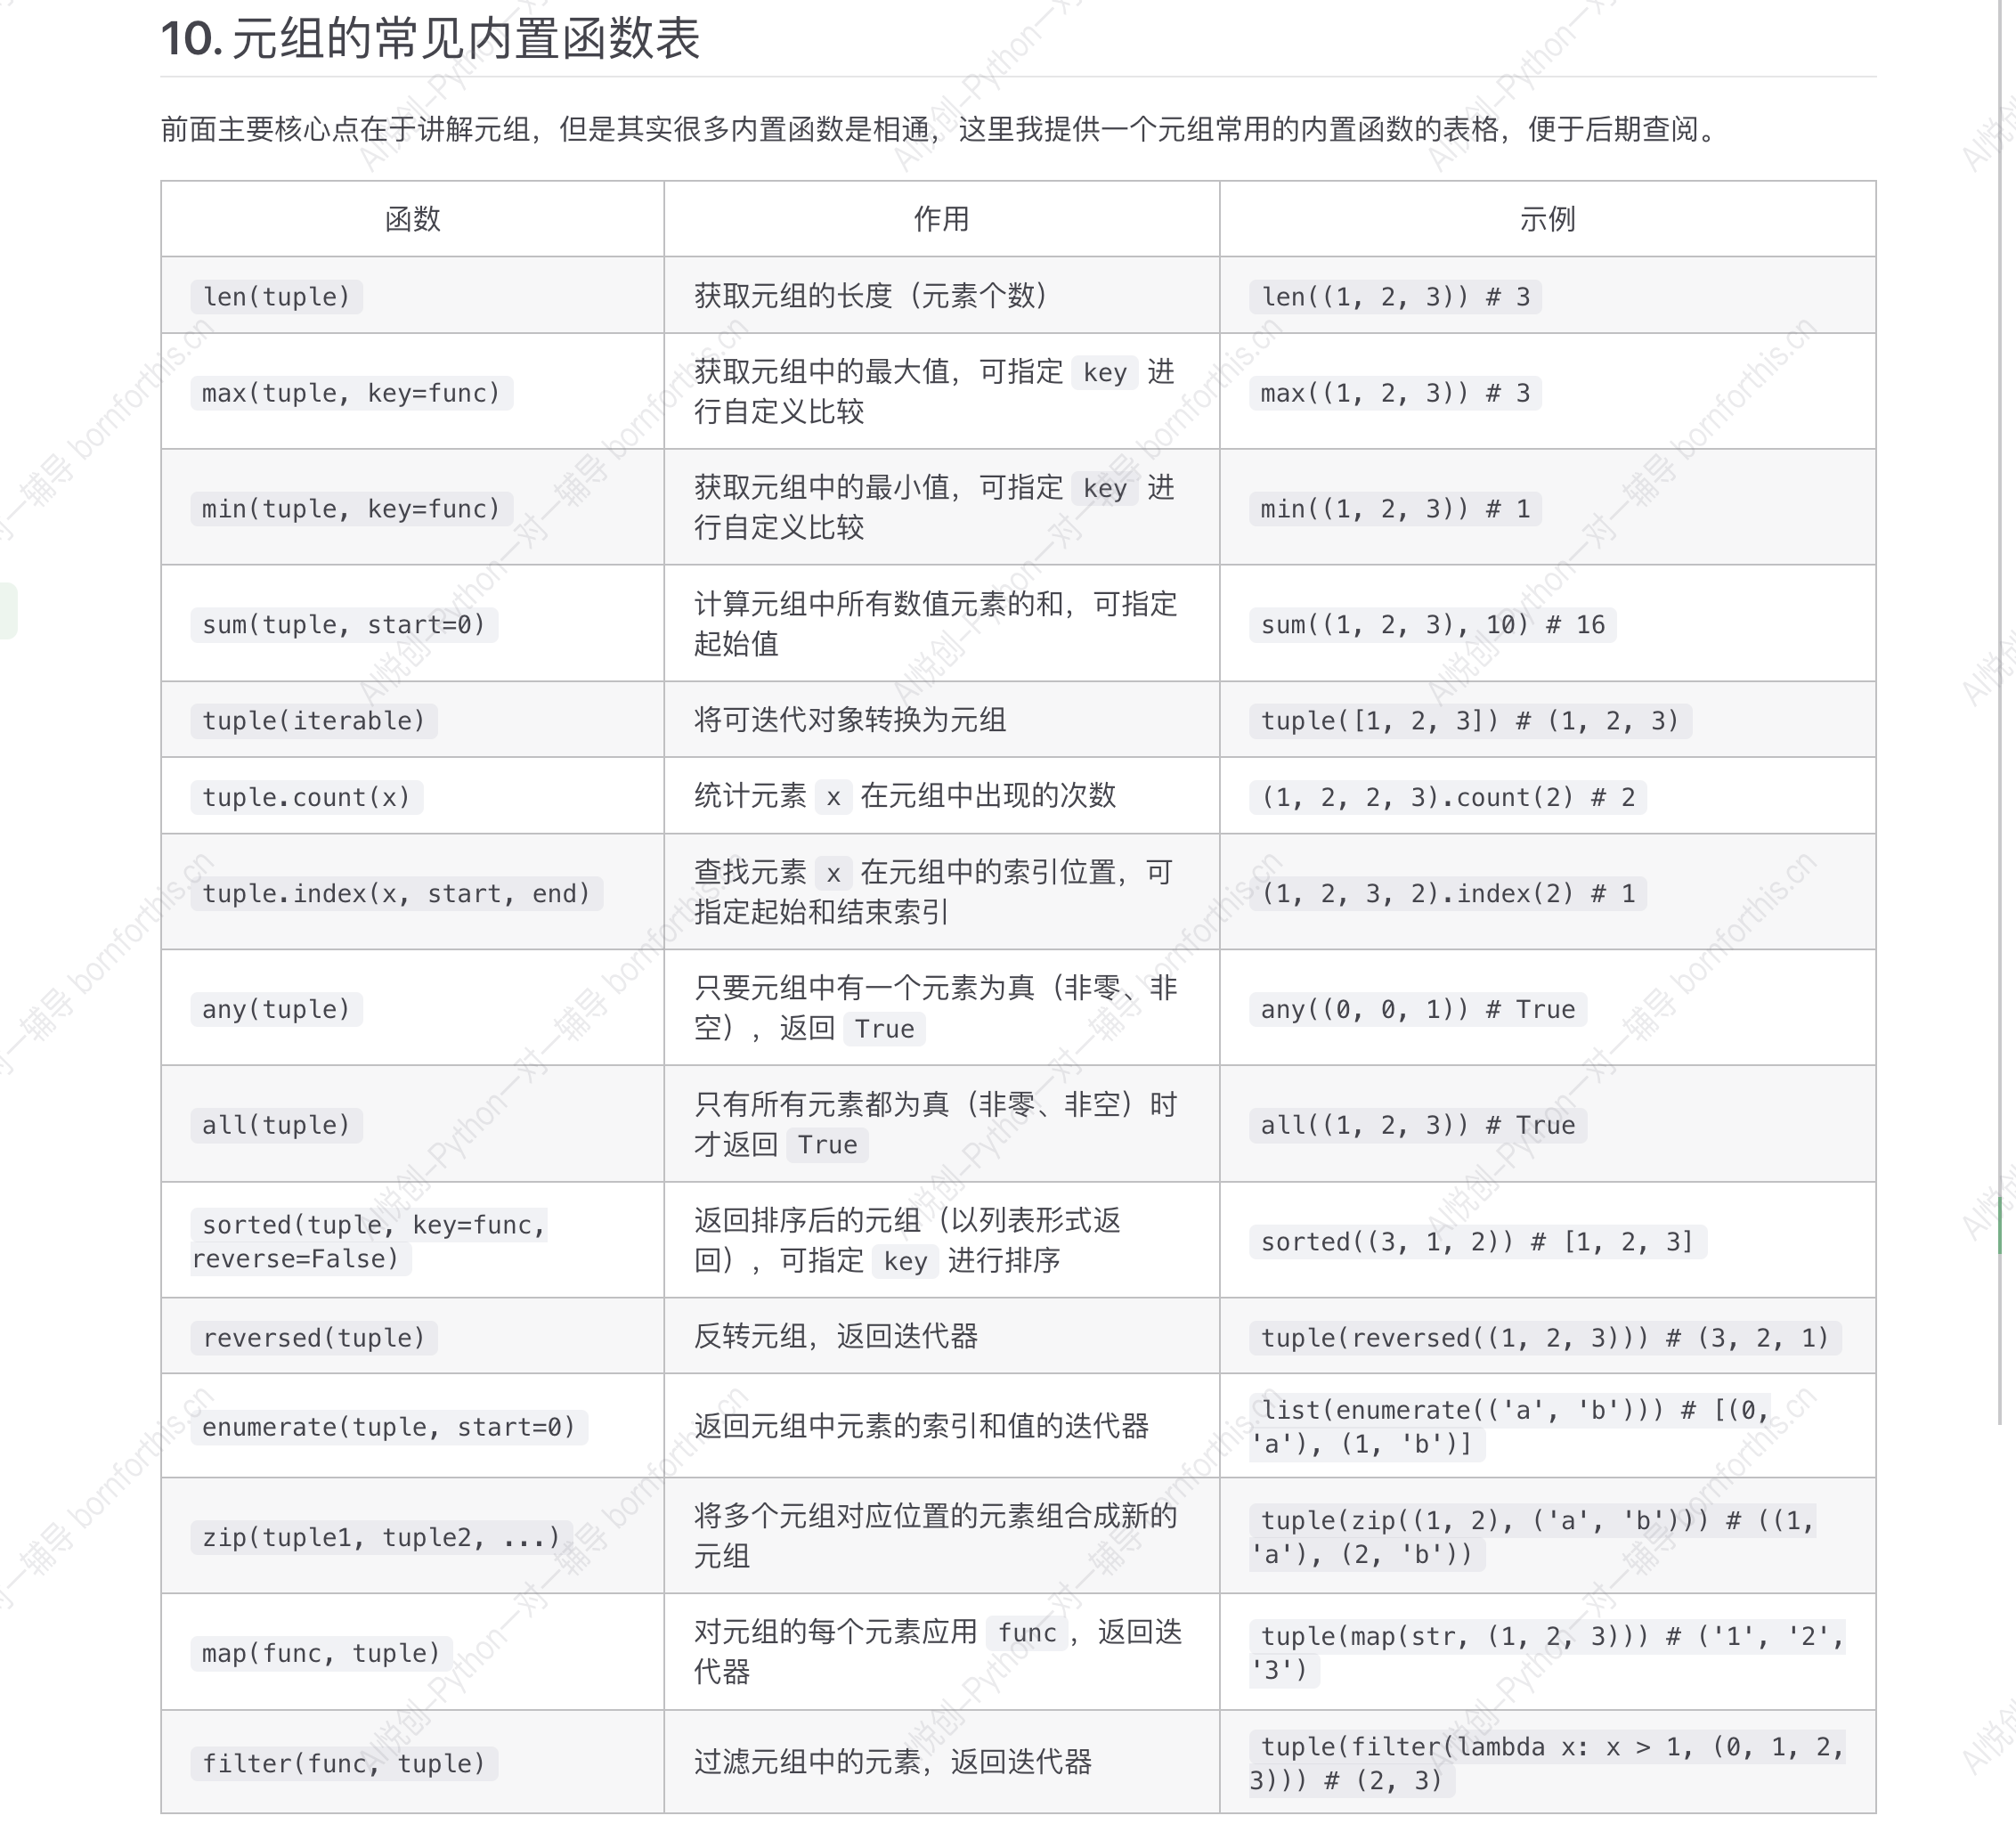 10. 元组的常见内置函数表
前面主要核心点在于讲解元组，但是其实很多内置函数是相通，这里我提供一个元组常用的内置函数的表格，便于后期查阅。
函数 作用 示例
len(tuple) 获取元组的长度（元素个数） len((1, 2, 3)) # 3
max(tuple, key=func) 获取元组中的最大值，可指定 key 进
行自定义比较 max((1, 2, 3)) # 3
min(tuple, key=func) 获取元组中的最小值，可指定 key 进
行自定义比较 min((1, 2, 3)) # 1
sum(tuple, start=0) 计算元组中所有数值元素的和，可指定
起始值 sum((1, 2, 3), 10) # 16
tuple(iterable) 将可迭代对象转换为元组 tuple([1, 2, 3]) # (1, 2, 3)
tuple.count(x) 统计元素 x 在元组中出现的次数 (1, 2, 2, 3).count(2) # 2
tuple.index(x, start, end) 查找元素 x 在元组中的索引位置，可
指定起始和结束索引 (1, 2, 3, 2).index(2) # 1
any(tuple) 只要元组中有一个元素为真（非零、非
空），返回 True any((0, 0, 1)) # True
all(tuple) 只有所有元素都为真（非零、非空）时
才返回 True all((1, 2, 3)) # True
sorted(tuple, key=func,
reverse=False) 返回排序后的元组（以列表形式返
回），可指定 key 进行排序 sorted((3, 1, 2)) # [1, 2, 3]
reversed(tuple) 反转元组，返回迭代器 tuple(reversed((1, 2, 3))) # (3, 2, 1)
enumerate(tuple, start=0) 返回元组中元素的索引和值的迭代器 list(enumerate(('a', 'b'))) # [(0,
'a'), (1, 'b')]
zip(tuple1, tuple2, ...) 将多个元组对应位置的元素组合成新的
元组 tuple(zip((1, 2), ('a', 'b'))) # ((1,
'a'), (2, 'b'))
map(func, tuple) 对元组的每个元素应用 func ，返回迭
代器 tuple(map(str, (1, 2, 3))) # ('1', '2',
'3')
filter(func, tuple) 过滤元组中的元素，返回迭代器 tuple(filter(lambda x: x > 1, (0, 1, 2,
3))) # (2, 3)
AI悦创-Python一对一辅导 bornforthis.cn